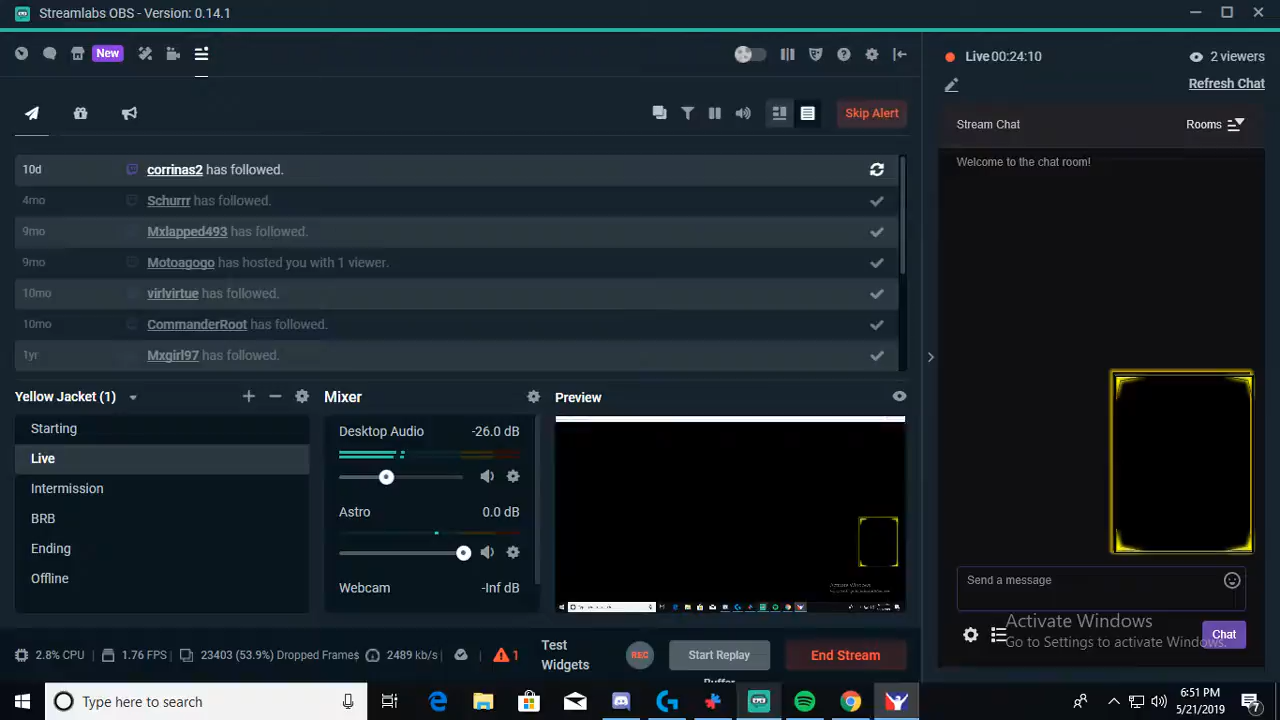 Streamlabs OBS - Version: 0.14.1
New
Live 00:24:10
2 viewers
Refresh Chat
Skip Alert
Stream Chat
Rooms
Welcome to the chat room!
10d corrinas2 has followed.
4mo Schurrr has followed.
9mo Mxlapped493 has followed.
9mo Motoagogo has hosted you with 1 viewer.
10mo virlvirtue has followed.
10mo CommanderRoot has followed.
1yr Mxgirl97 has followed.
Yellow Jacket (1)
Starting
Live
Intermission
BRB
Ending
Offline
Mixer
Desktop Audio -26.0 dB
Astro 0.0 dB
Webcam -Inf dB
Preview
Send a message
Chat
Activate Windows
Go to Settings to activate Windows.
2.8% CPU
1.76 FPS
23403 (53.9%) Dropped Frames
2489 kb/s
1
Test
Widgets
REC
Start Replay
Buffer
End Stream
Type here to search
6:51 PM
5/21/2019
7